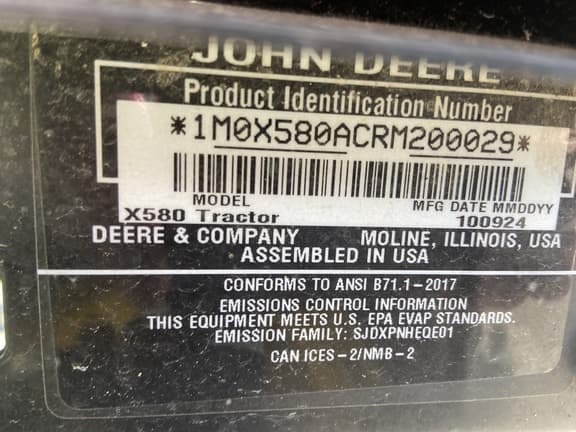 JOHN DEERE
Product Identification Number
*1M0X580ACRM200029*
MODEL MFG DATE MMDDYY
X580 Tractor 100924
DEERE & COMPANY MOLINE, ILLINOIS, USA
ASSEMBLED IN USA
CONFORMS TO ANSI B71.1-2017
EMISSIONS CONTROL INFORMATION
THIS EQUIPMENT MEETS U.S. EPA EVAP STANDARDS.
EMISSION FAMILY: SJDXPNHEQE01
CAN ICES-2/NMB-2